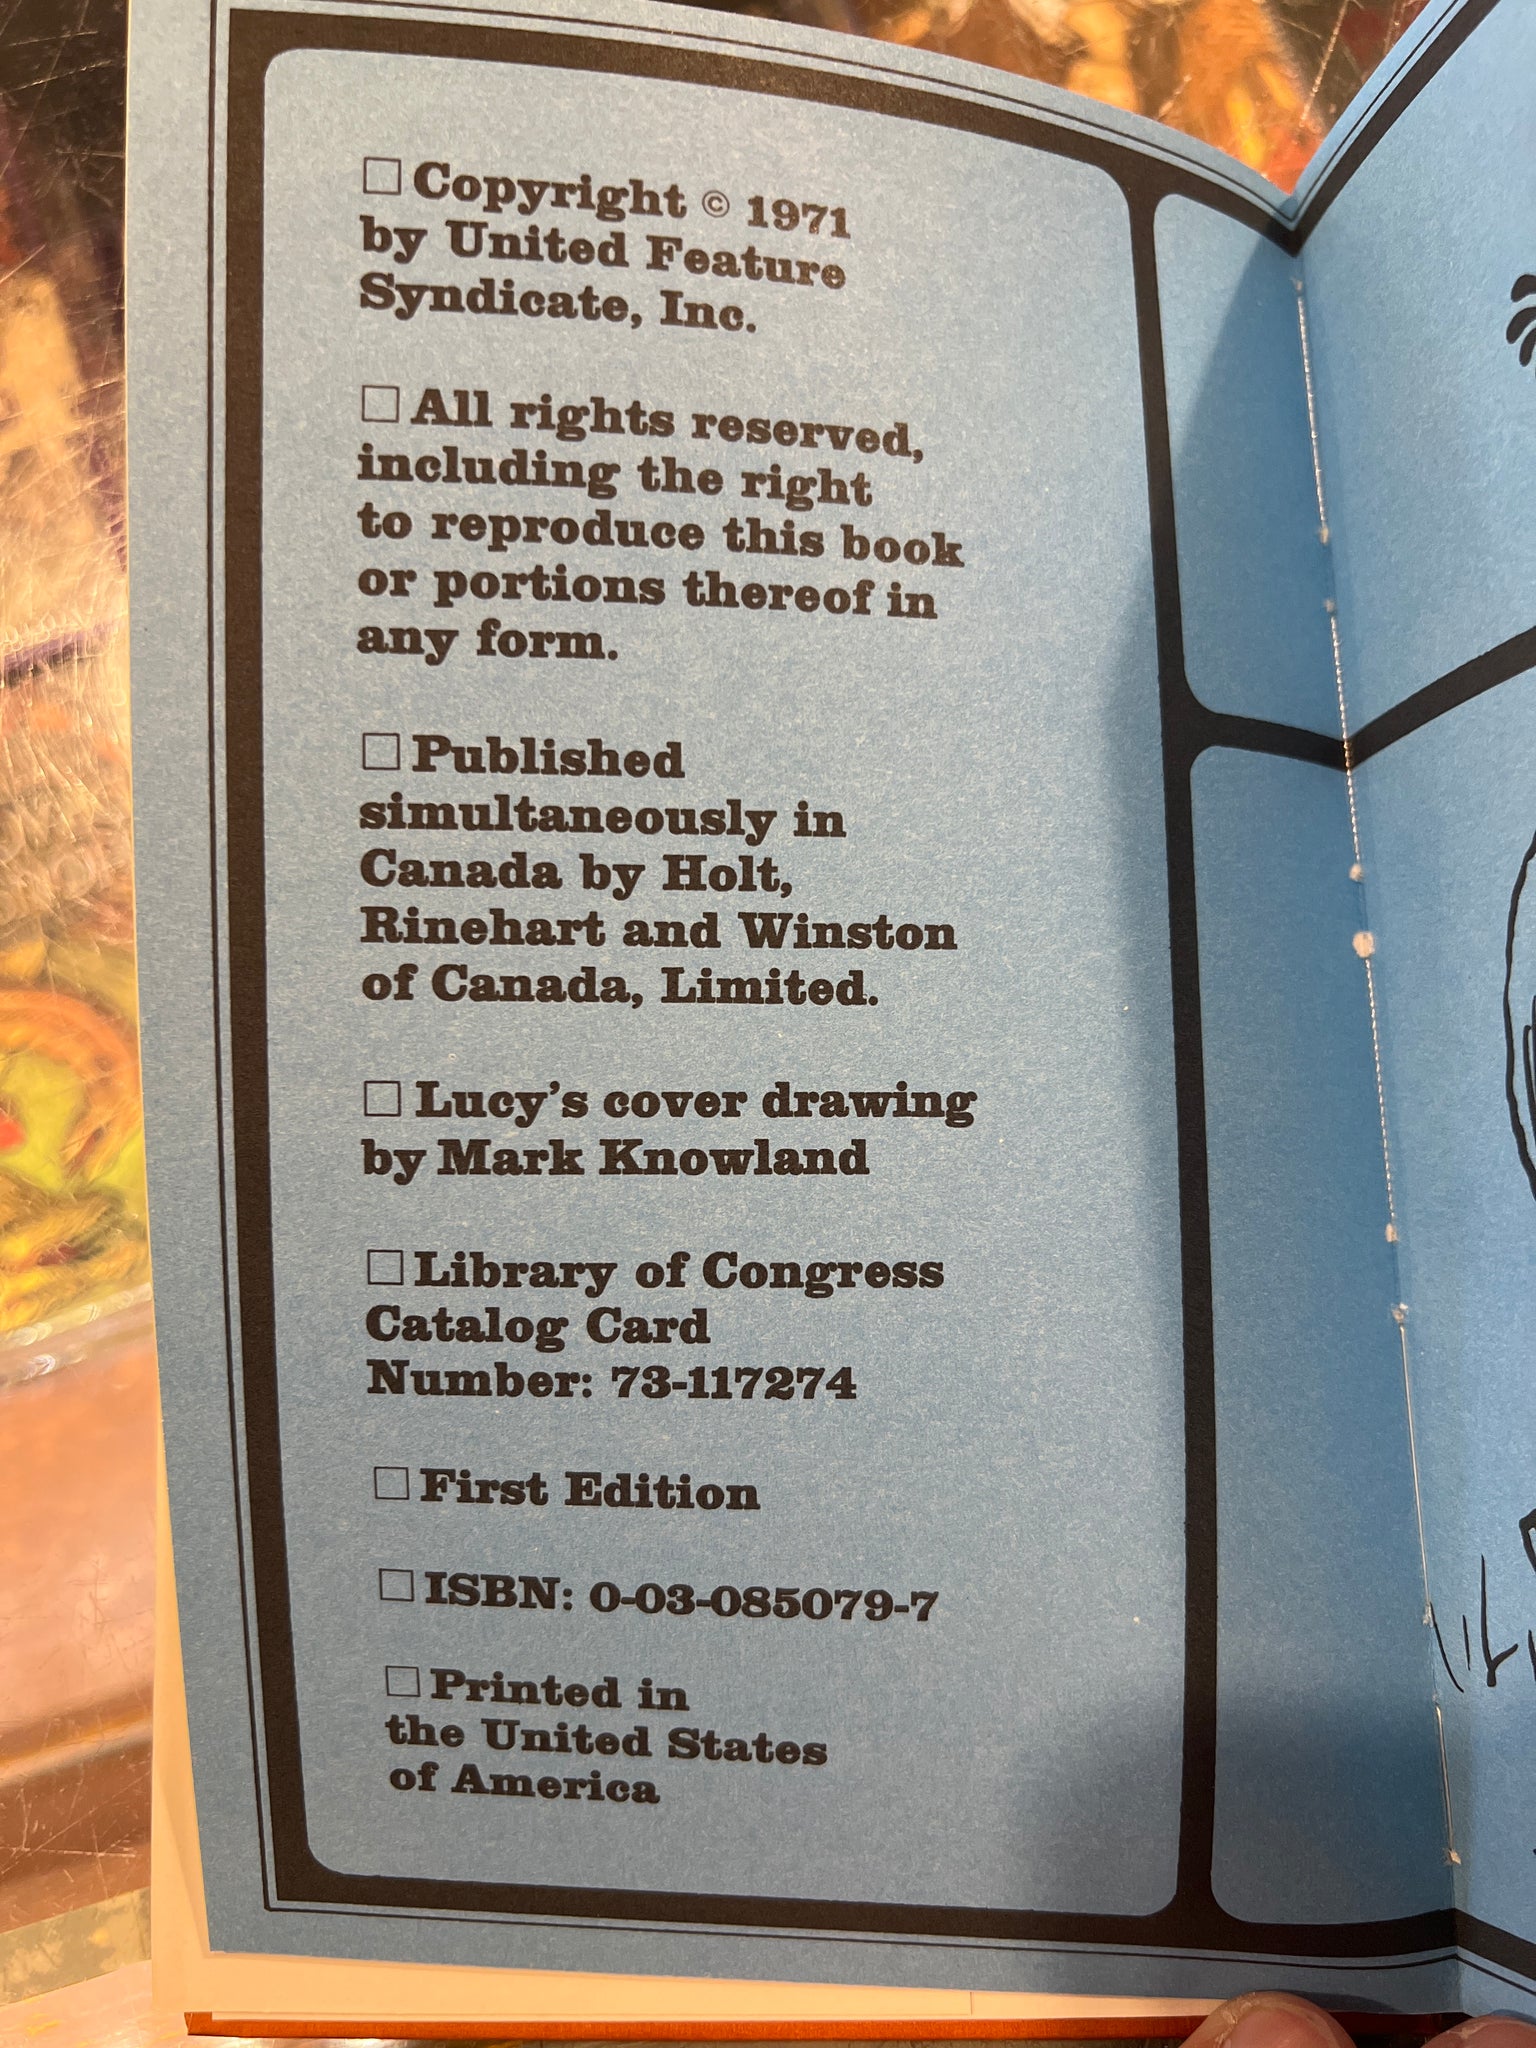 □ Copyright © 1971
by United Feature
Syndicate, Inc.
□ All rights reserved,
including the right
to reproduce this book
or portions thereof in
any form.
□ Published
simultaneously in
Canada by Holt,
Rinehart and Winston
of Canada, Limited.
□ Lucy's cover drawing
by Mark Knowland
□ Library of Congress
Catalog Card
Number: 73-117274
□ First Edition
□ ISBN: 0-03-085079-7
□ Printed in
the United States
of America